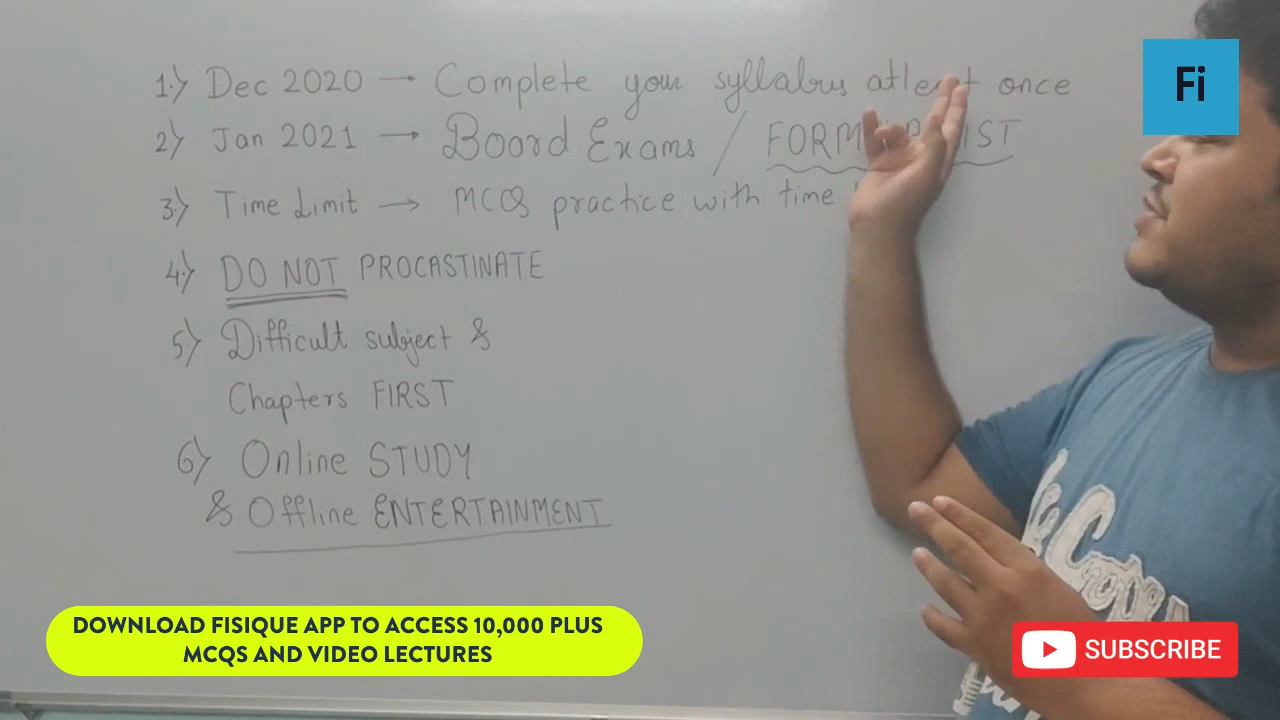 1.) Dec 2020 → Complete your syllabus atleast once
2) Jan 2021 → Board Exams / FORM LIST
3.) Time Limit → MCQs practice with time
4.) DO NOT PROCASTINATE
5.) Difficult subject &
Chapters FIRST
6.) Online STUDY
& Offline ENTERTAINMENT
Fi
DOWNLOAD FISIQUE APP TO ACCESS 10,000 PLUS
MCQS AND VIDEO LECTURES
SUBSCRIBE